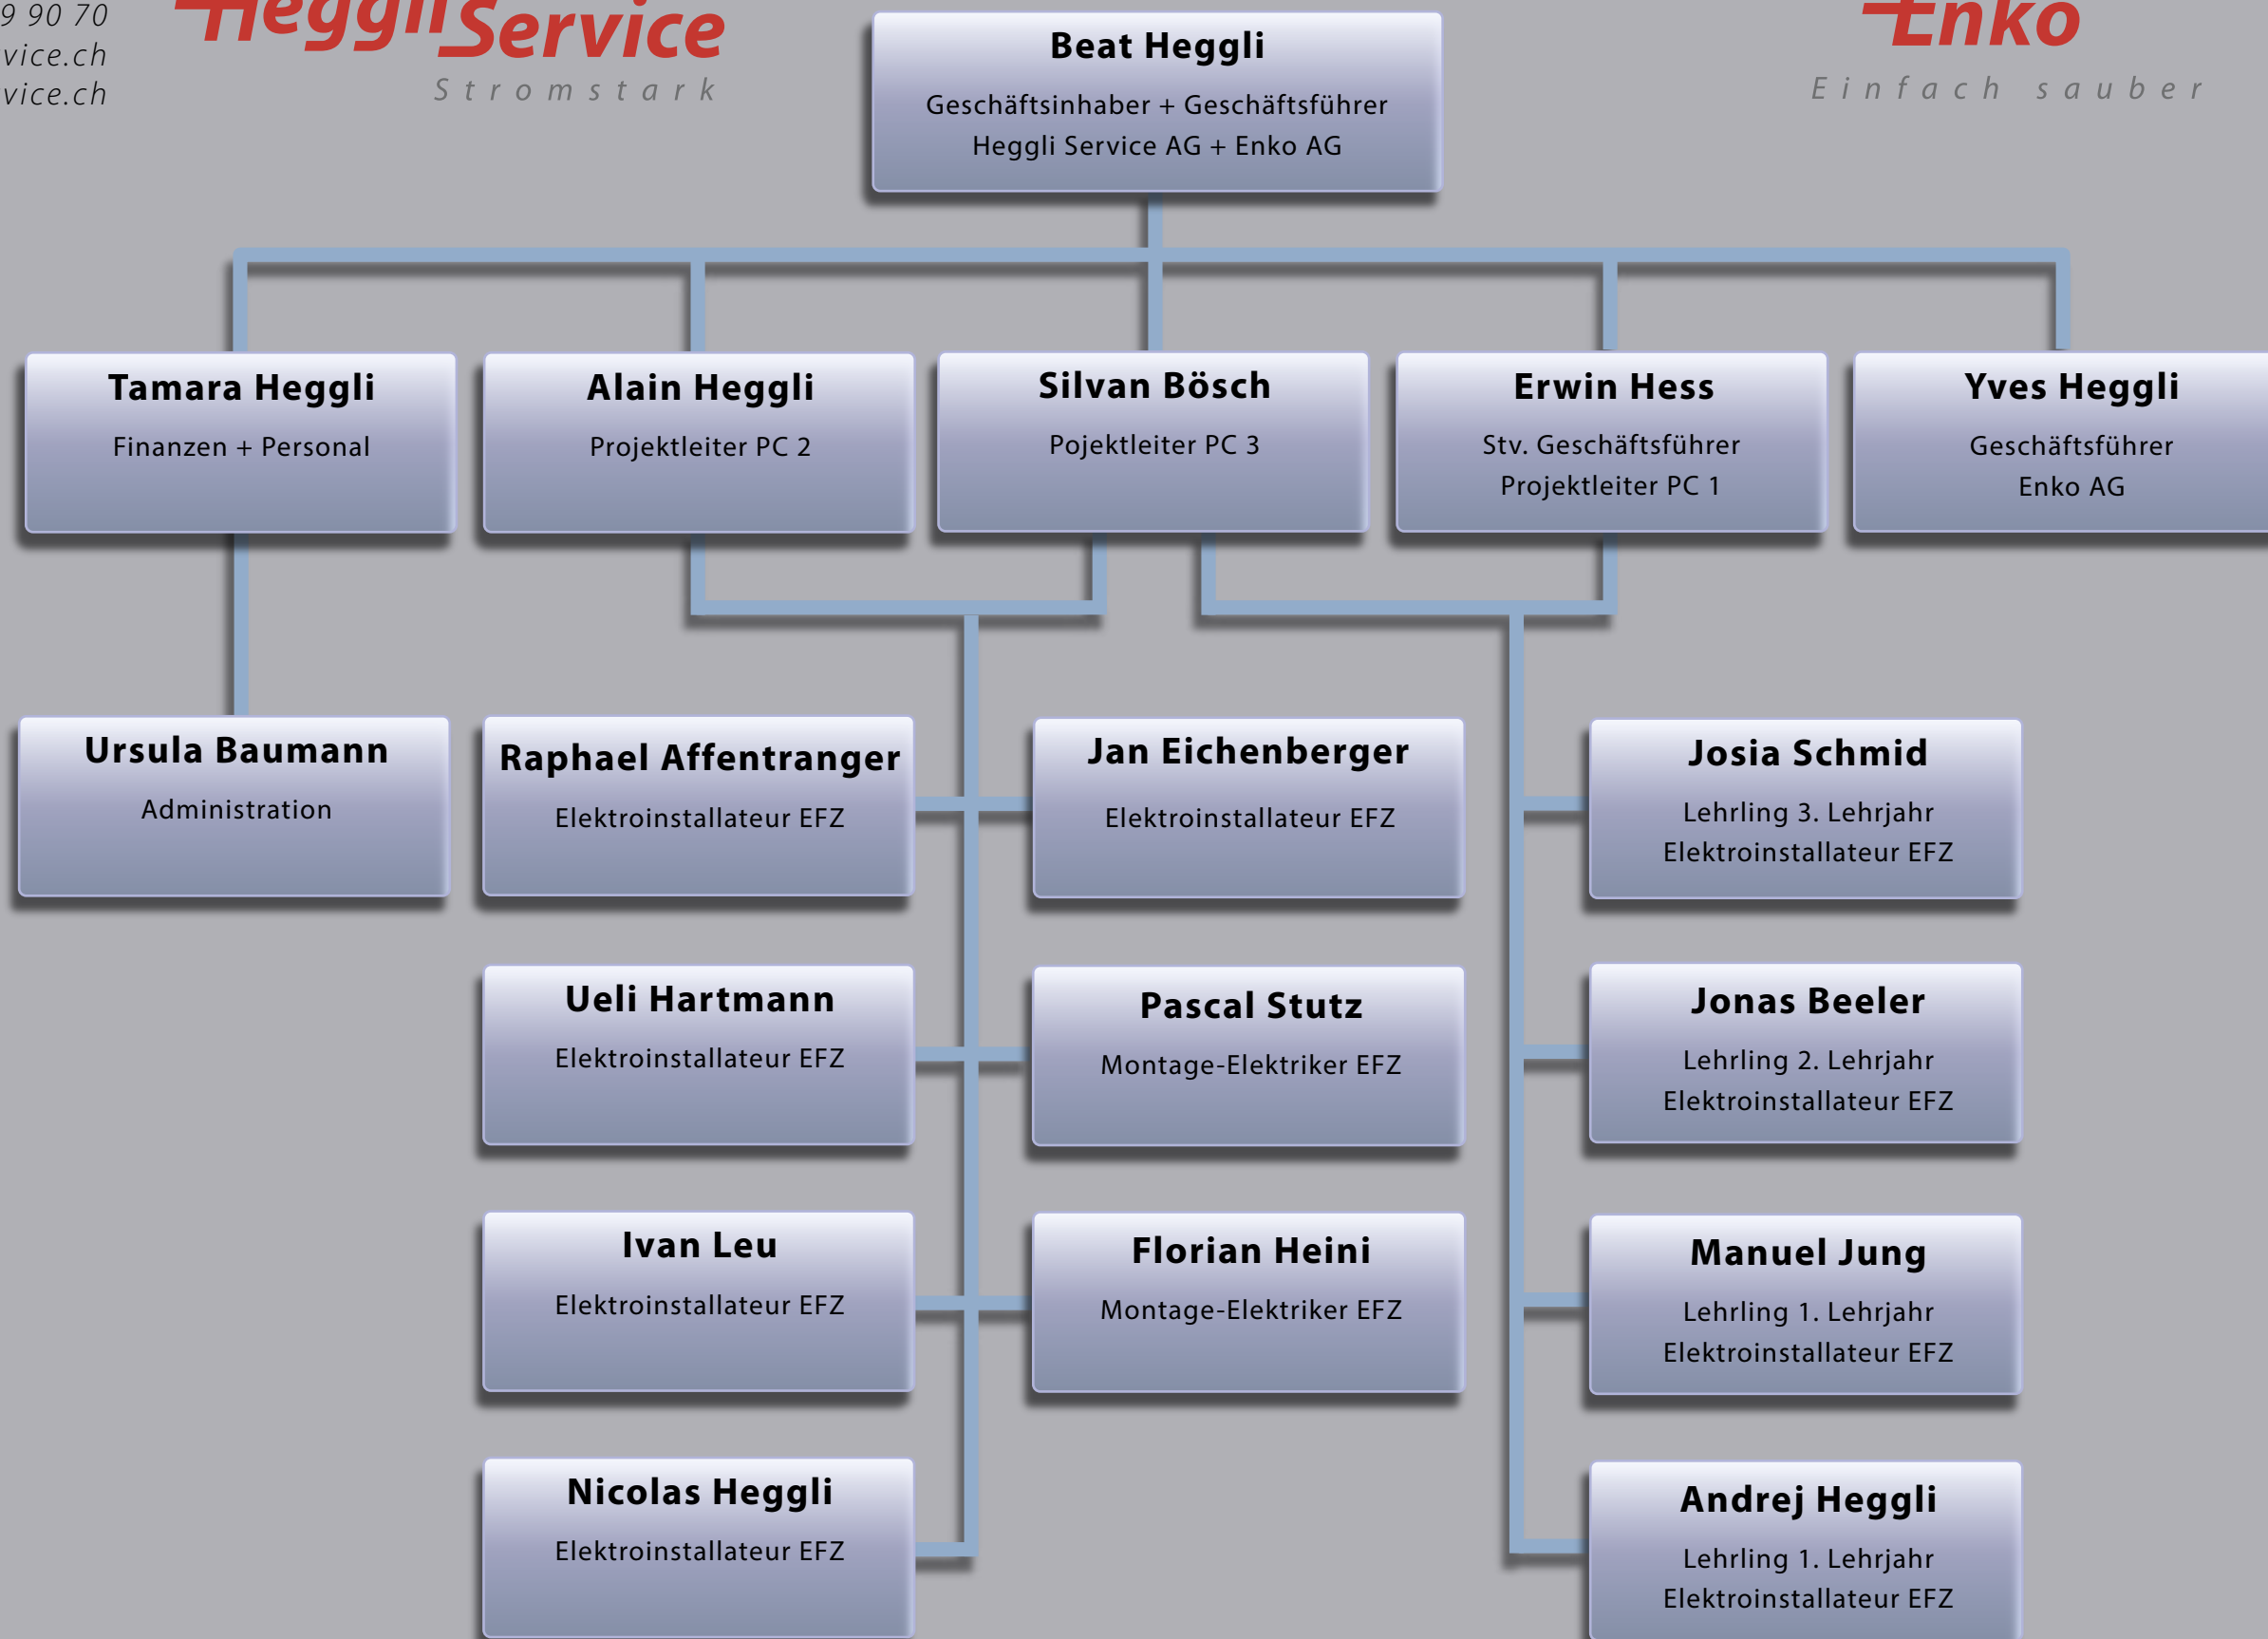 9 90 70
vice.ch
vice.ch
Heggli Service
Stromstark
Enko
Einfach sauber
Beat Heggli
Geschäftsinhaber + Geschäftsführer
Heggli Service AG + Enko AG
Tamara Heggli
Finanzen + Personal
Alain Heggli
Projektleiter PC 2
Silvan Bösch
Pojektleiter PC 3
Erwin Hess
Stv. Geschäftsführer
Projektleiter PC 1
Yves Heggli
Geschäftsführer
Enko AG
Ursula Baumann
Administration
Raphael Affentranger
Elektroinstallateur EFZ
Jan Eichenberger
Elektroinstallateur EFZ
Josia Schmid
Lehrling 3. Lehrjahr
Elektroinstallateur EFZ
Ueli Hartmann
Elektroinstallateur EFZ
Pascal Stutz
Montage-Elektriker EFZ
Jonas Beeler
Lehrling 2. Lehrjahr
Elektroinstallateur EFZ
Ivan Leu
Elektroinstallateur EFZ
Florian Heini
Montage-Elektriker EFZ
Manuel Jung
Lehrling 1. Lehrjahr
Elektroinstallateur EFZ
Nicolas Heggli
Elektroinstallateur EFZ
Andrej Heggli
Lehrling 1. Lehrjahr
Elektroinstallateur EFZ